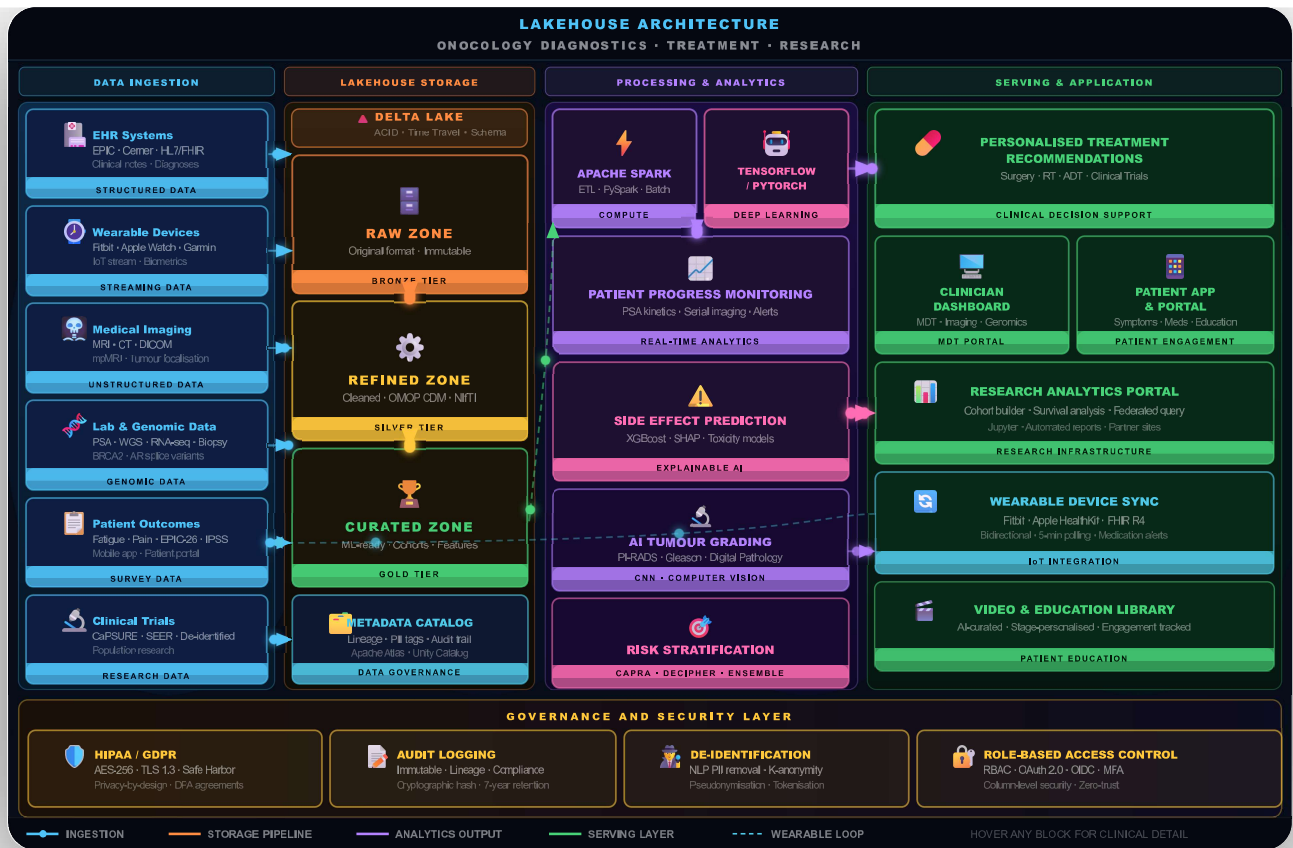 LAKEHOUSE ARCHITECTURE
ONOCOLOGY DIAGNOSTICS · TREATMENT · RESEARCH
DATA INGESTION
EHR Systems
EPIC · Cerner · HL7/FHIR
Clinical notes · Diagnoses
STRUCTURED DATA
Wearable Devices
Fitbit · Apple Watch · Garmin
IoT stream · Biometrics
STREAMING DATA
Medical Imaging
MRI · CT · DICOM
mpMRI · Tumour localisation
UNSTRUCTURED DATA
Lab & Genomic Data
PSA · WGS · RNA-seq · Biopsy
BRCA2 · AR splice variants
GENOMIC DATA
Patient Outcomes
Fatigue · Pain · EPIC-26 · IPSS
Mobile app · Patient portal
SURVEY DATA
Clinical Trials
CaPSURE · SEER · De-identified
Population research
RESEARCH DATA
LAKEHOUSE STORAGE
DELTA LAKE
ACID · Time Travel · Schema
RAW ZONE
Original format · Immutable
BRONZE TIER
REFINED ZONE
Cleaned · OMOP CDM · NIfTI
SILVER TIER
CURATED ZONE
ML-ready · Cohorts · Features
GOLD TIER
METADATA CATALOG
Lineage · PII tags · Audit trail
Apache Atlas · Unity Catalog
DATA GOVERNANCE
PROCESSING & ANALYTICS
APACHE SPARK
ETL · PySpark · Batch
COMPUTE
TENSORFLOW
/ PYTORCH
DEEP LEARNING
PATIENT PROGRESS MONITORING
PSA kinetics · Serial imaging · Alerts
REAL-TIME ANALYTICS
SIDE EFFECT PREDICTION
XGBoost · SHAP · Toxicity models
EXPLAINABLE AI
AI TUMOUR GRADING
PI-RADS · Gleason · Digital Pathology
CNN · COMPUTER VISION
RISK STRATIFICATION
CAPRA · DECIPHER · ENSEMBLE
SERVING & APPLICATION
PERSONALISED TREATMENT
RECOMMENDATIONS
Surgery · RT · ADT · Clinical Trials
CLINICAL DECISION SUPPORT
CLINICIAN
DASHBOARD
MDT · Imaging · Genomics
MDT PORTAL
PATIENT APP
& PORTAL
Symptoms · Meds · Education
PATIENT ENGAGEMENT
RESEARCH ANALYTICS PORTAL
Cohort builder · Survival analysis · Federated query
Jupyter · Automated reports · Partner sites
RESEARCH INFRASTRUCTURE
WEARABLE DEVICE SYNC
Fitbit · Apple HealthKit · FHIR R4
Bidirectional · 5-min polling · Medication alerts
IoT INTEGRATION
VIDEO & EDUCATION LIBRARY
AI-curated · Stage-personalised · Engagement tracked
PATIENT EDUCATION
GOVERNANCE AND SECURITY LAYER
HIPAA / GDPR
AES-256 · TLS 1.3 · Safe Harbor
Privacy-by-design · DPA agreements
AUDIT LOGGING
Immutable · Lineage · Compliance
Cryptographic hash · 7-year retention
DE-IDENTIFICATION
NLP PII removal · K-anonymity
Pseudonymisation · Tokenisation
ROLE-BASED ACCESS CONTROL
RBAC · OAuth 2.0 · OIDC · MFA
Column-level security · Zero-trust
INGESTION
STORAGE PIPELINE
ANALYTICS OUTPUT
SERVING LAYER
WEARABLE LOOP
HOVER ANY BLOCK FOR CLINICAL DETAIL